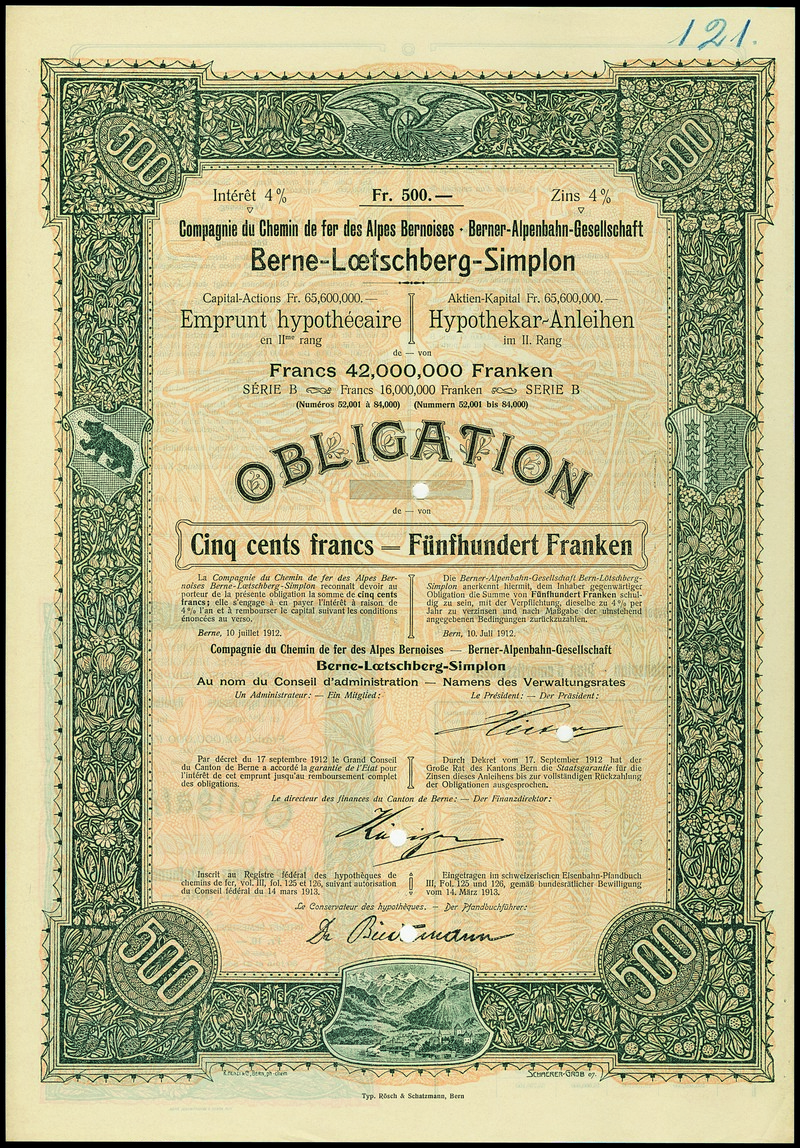 121.
500
500
Intérêt 4%
Fr. 500.—
Zins 4%
Compagnie du Chemin de fer des Alpes Bernoises • Berner-Alpenbahn-Gesellschaft
Berne-Lœtschberg-Simplon
Capital-Actions Fr. 65,600,000.—
Aktien-Kapital Fr. 65,600,000.—
Emprunt hypothécaire
Hypothekar-Anleihen
en IIme rang
im II. Rang
de — von
Francs 42,000,000 Franken
SÉRIE B Francs 16,000,000 Franken SERIE B
(Numéros 52,001 à 84,000) (Nummern 52,001 bis 84,000)
OBLIGATION
de — von
Cinq cents francs — Fünfhundert Franken
La Compagnie du Chemin de fer des Alpes Ber-
noises Berne-Lœtschberg-Simplon reconnaît devoir au
porteur de la présente obligation la somme de cinq cents
francs; elle s'engage à en payer l'intérêt à raison de
4% l'an et à rembourser le capital suivant les conditions
énoncées au verso.
Berne, 10 juillet 1912.
Die Berner-Alpenbahn-Gesellschaft Bern-Lötschberg-
Simplon anerkennt hiermit, dem Inhaber gegenwärtiger
Obligation die Summe von Fünfhundert Franken schul-
dig zu sein, mit der Verpflichtung, dieselbe zu 4% per
Jahr zu verzinsen und nach Maßgabe der umstehend
angegebenen Bedingungen zurückzuzahlen.
Bern, 10. Juli 1912.
Compagnie du Chemin de fer des Alpes Bernoises — Berner-Alpenbahn-Gesellschaft
Berne-Lœtschberg-Simplon
Au nom du Conseil d'administration — Namens des Verwaltungsrates
Un Administrateur: — Ein Mitglied:
Le Président: — Der Präsident:
Par décret du 17 septembre 1912 le Grand Conseil
du Canton de Berne a accordé la garantie de l'Etat pour
l'intérêt de cet emprunt jusqu'au remboursement complet
des obligations.
Durch Dekret vom 17. September 1912 hat der
Große Rat des Kantons Bern die Staatsgarantie für die
Zinsen dieses Anleihens bis zur vollständigen Rückzahlung
der Obligationen ausgesprochen.
Le directeur des finances du Canton de Berne: — Der Finanzdirektor:
Inscrit au Registre fédéral des hypothèques de
chemins de fer, vol. III, fol. 125 et 126, suivant autorisation
du Conseil fédéral du 14 mars 1913.
Eingetragen im schweizerischen Eisenbahn-Pfandbuch
III, Fol. 125 und 126, gemäß bundesrätlicher Bewilligung
vom 14. März 1913.
Le Conservateur des hypothèques. — Der Pfandbuchführer:
500
500
SCHAERER-GROB 07.
Typ. Rösch & Schatzmann, Bern